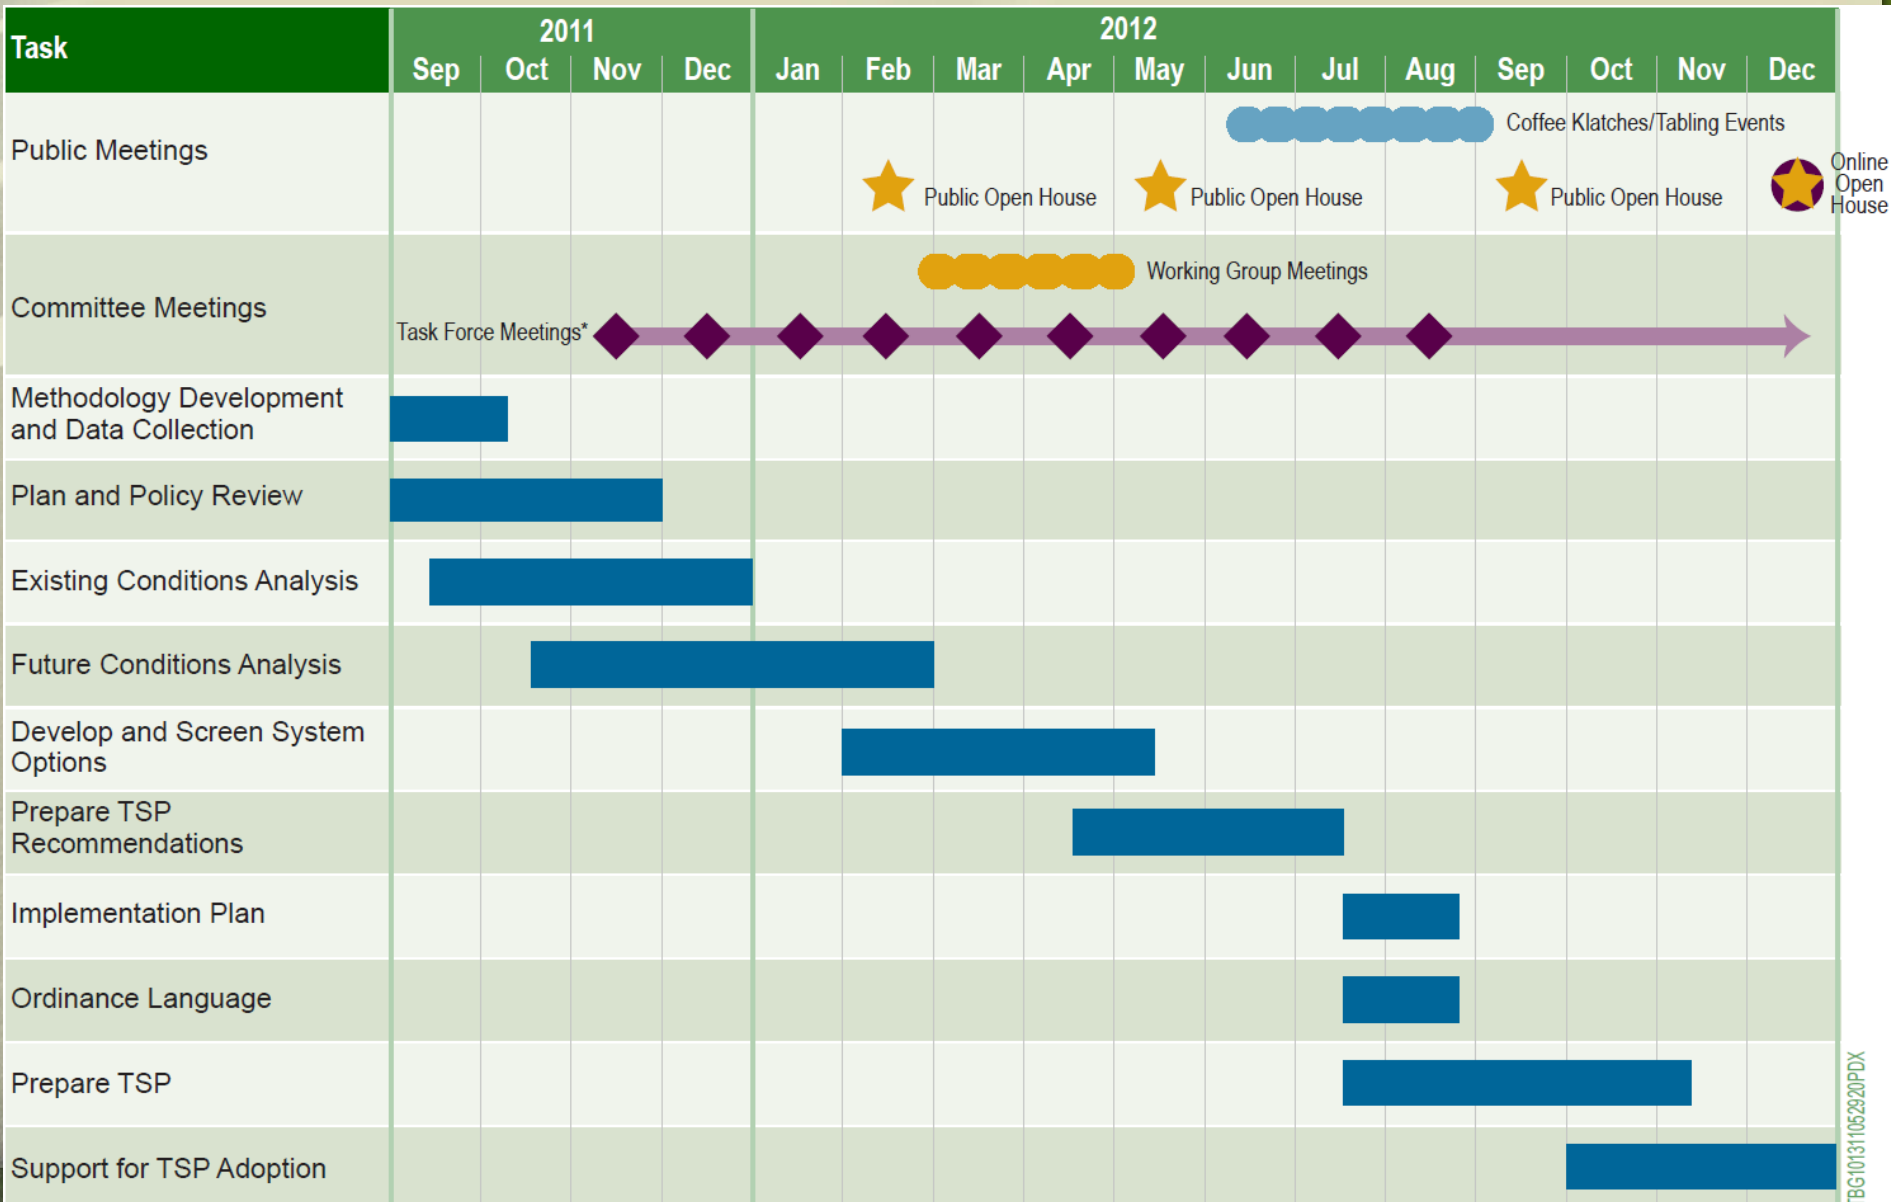 Task
2011
2012
Sep Oct Nov Dec Jan Feb Mar Apr May Jun Jul Aug Sep Oct Nov Dec
Public Meetings
Coffee Klatches/Tabling Events
Public Open House
Public Open House
Public Open House
Online
Open
House
Committee Meetings
Working Group Meetings
Task Force Meetings*
Methodology Development
and Data Collection
Plan and Policy Review
Existing Conditions Analysis
Future Conditions Analysis
Develop and Screen System
Options
Prepare TSP
Recommendations
Implementation Plan
Ordinance Language
Prepare TSP
Support for TSP Adoption
TBG101311052920PDX